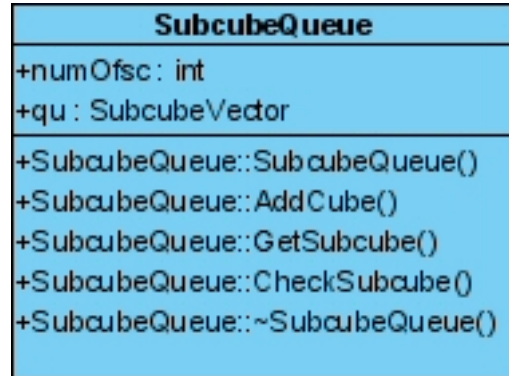 SubcubeQueue
+numOfsc : int
+qu : SubcubeVector
+SubcubeQueue::SubcubeQueue()
+SubcubeQueue::AddCube()
+SubcubeQueue::GetSubcube()
+SubcubeQueue::CheckSubcube()
+SubcubeQueue::~SubcubeQueue()